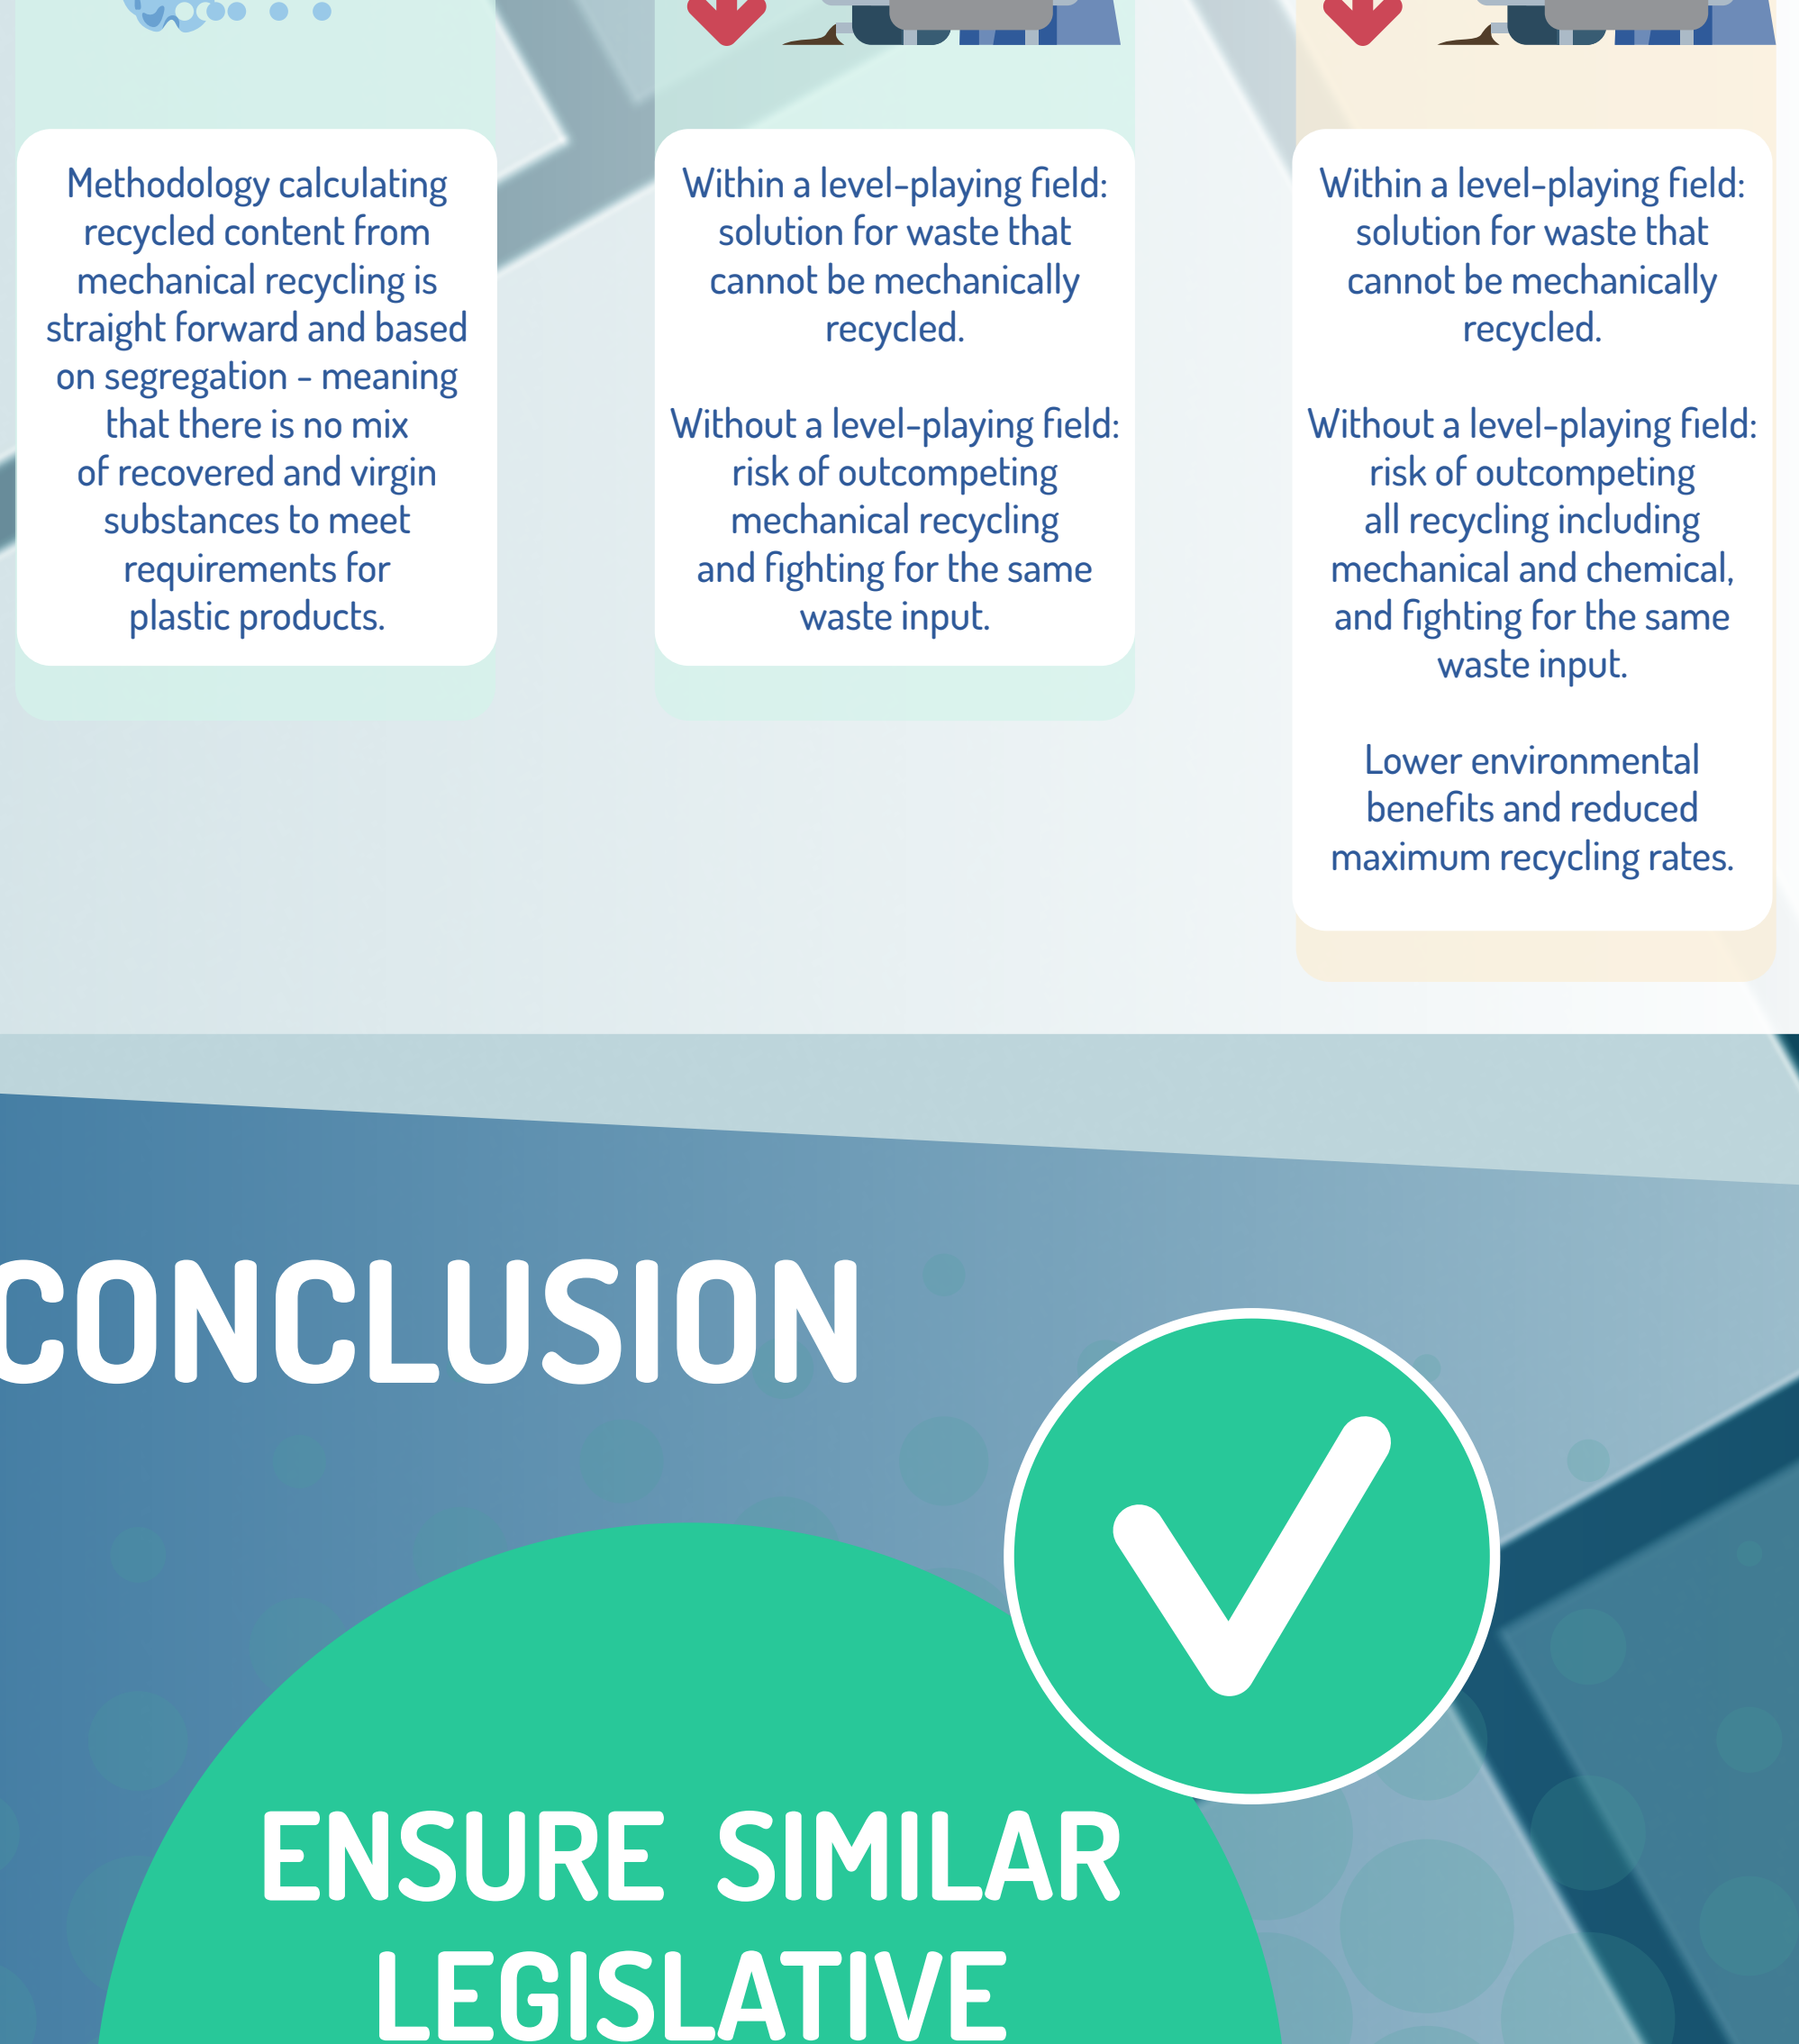 Methodology calculating
recycled content from
mechanical recycling is
straight forward and based
on segregation - meaning
that there is no mix
of recovered and virgin
substances to meet
requirements for
plastic products.
Within a level-playing field:
solution for waste that
cannot be mechanically
recycled.
Without a level-playing field:
risk of outcompeting
mechanical recycling
and fighting for the same
waste input.
Within a level-playing field:
solution for waste that
cannot be mechanically
recycled.
Without a level-playing field:
risk of outcompeting
all recycling including
mechanical and chemical,
and fighting for the same
waste input.
Lower environmental
benefits and reduced
maximum recycling rates.
CONCLUSION
ENSURE SIMILAR
LEGISLATIVE